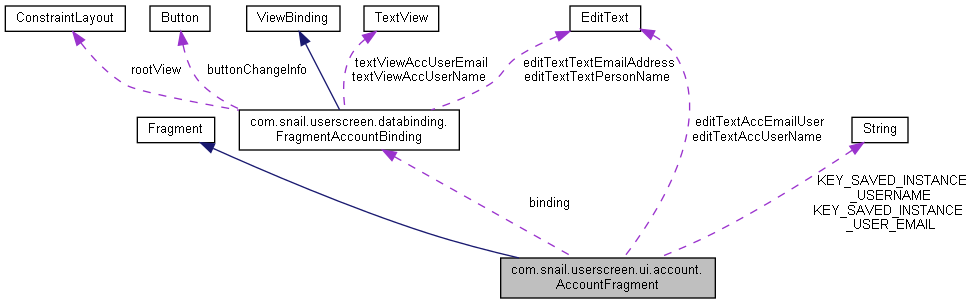 ConstraintLayout
Button
ViewBinding
TextView
EditText
rootView
buttonChangeInfo
textViewAccUserEmail
textViewAccUserName
editTextTextEmailAddress
editTextTextPersonName
Fragment
com.snail.userscreen.databinding.
FragmentAccountBinding
editTextAccEmailUser
editTextAccUserName
String
binding
KEY_SAVED_INSTANCE
_USERNAME
KEY_SAVED_INSTANCE
_USER_EMAIL
com.snail.userscreen.ui.account.
AccountFragment